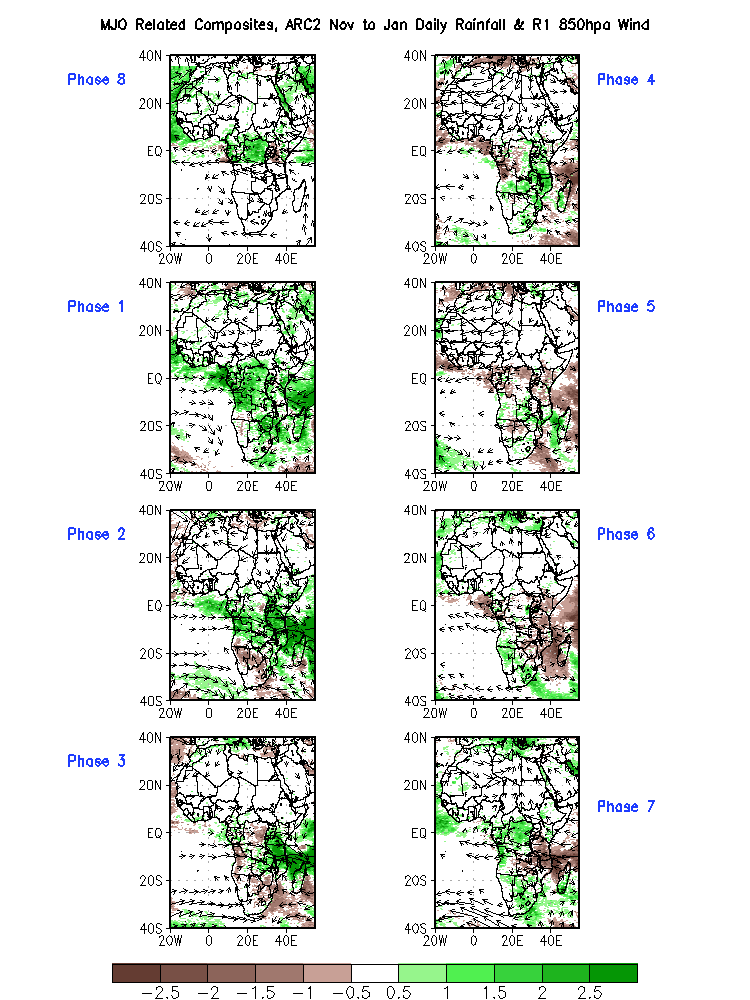 MJO Related Composites, ARC2 Nov to Jan Daily Rainfall & R1 850hpa Wind
Phase 8
40N
20N
EQ
20S
40S
20W 0 20E 40E
Phase 4
40N
20N
EQ
20S
40S
20W 0 20E 40E
Phase 1
40N
20N
EQ
20S
40S
20W 0 20E 40E
Phase 5
40N
20N
EQ
20S
40S
20W 0 20E 40E
Phase 2
40N
20N
EQ
20S
40S
20W 0 20E 40E
Phase 6
40N
20N
EQ
20S
40S
20W 0 20E 40E
Phase 3
40N
20N
EQ
20S
40S
20W 0 20E 40E
Phase 7
40N
20N
EQ
20S
40S
20W 0 20E 40E
-2.5 -2 -1.5 -1 -0.5 0.5 1 1.5 2 2.5